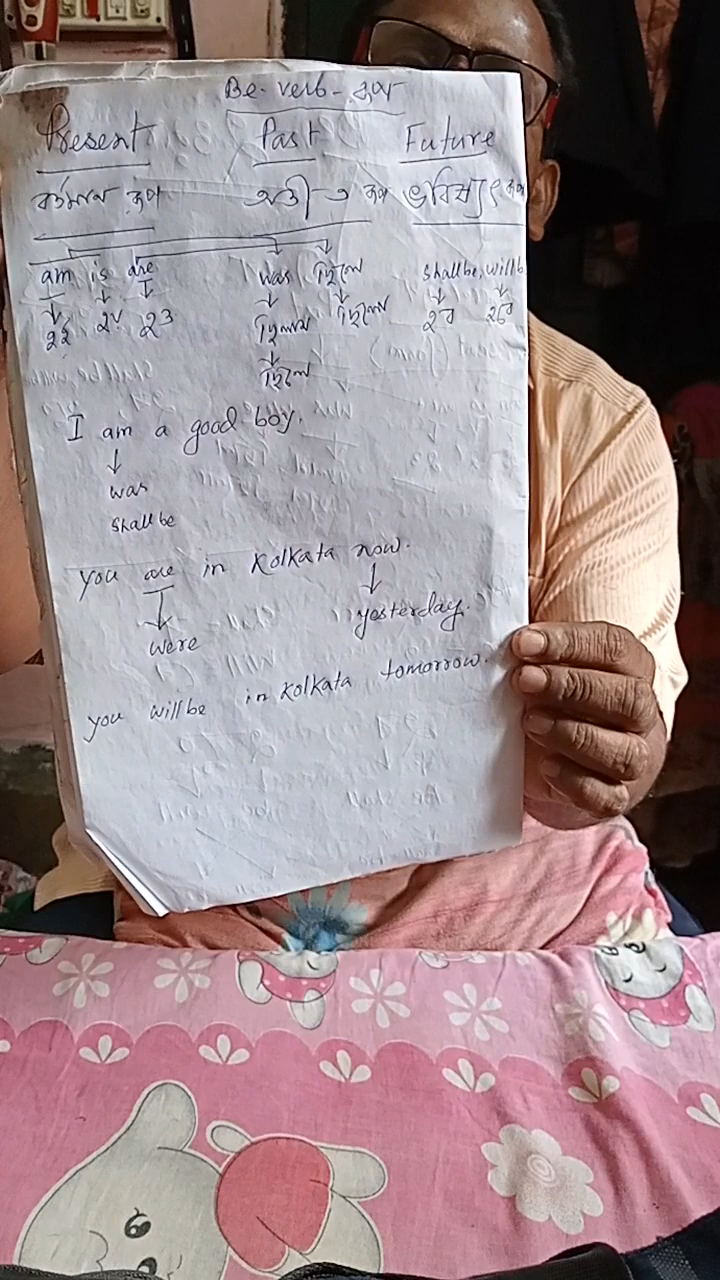 Be-verb-রূপ
Present Past Future
বর্তমান রূপ অতীত রূপ ভবিষ্যৎ রূপ
am is are was ছিলে shall be, will b
হই হয় হও ছিলাম ছিলেন হব হবে
ছিলে
I am a good boy.
was
shall be
you are in Kolkata now.
were yesterday.
you will be in Kolkata tomorrow.